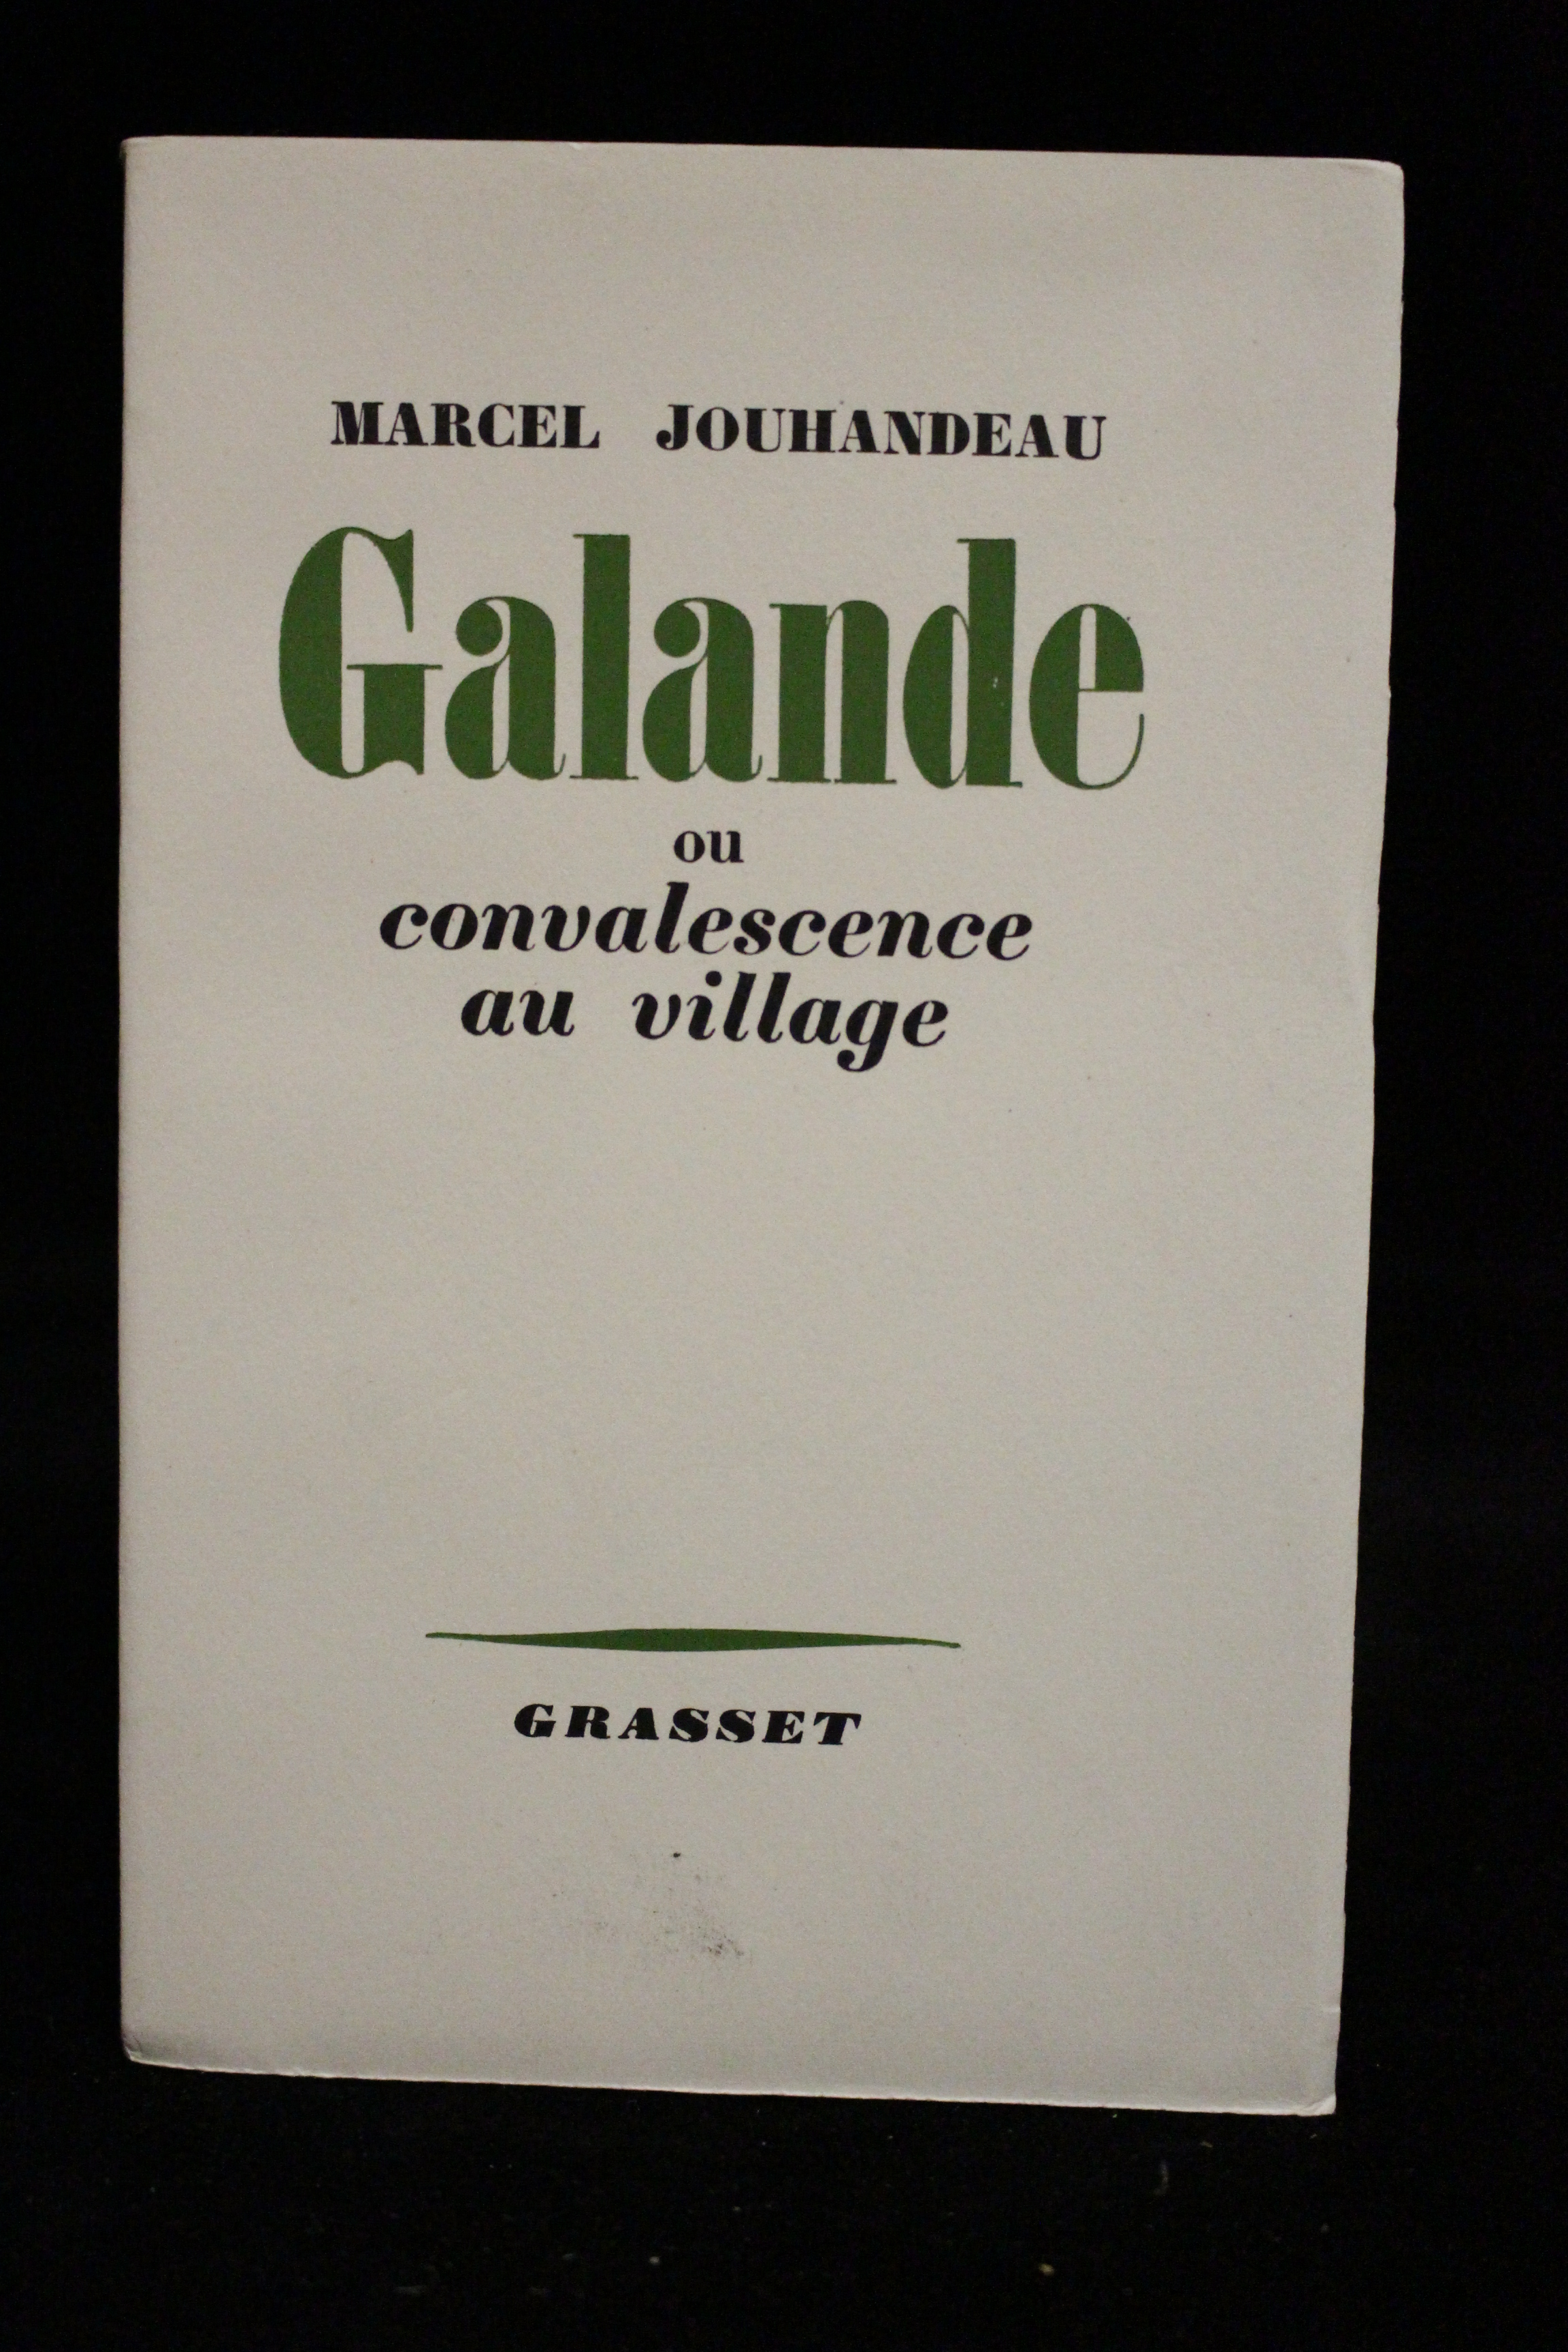 MARCEL JOUHANDEAU
Galande
ou
convalescence
au village
GRASSET